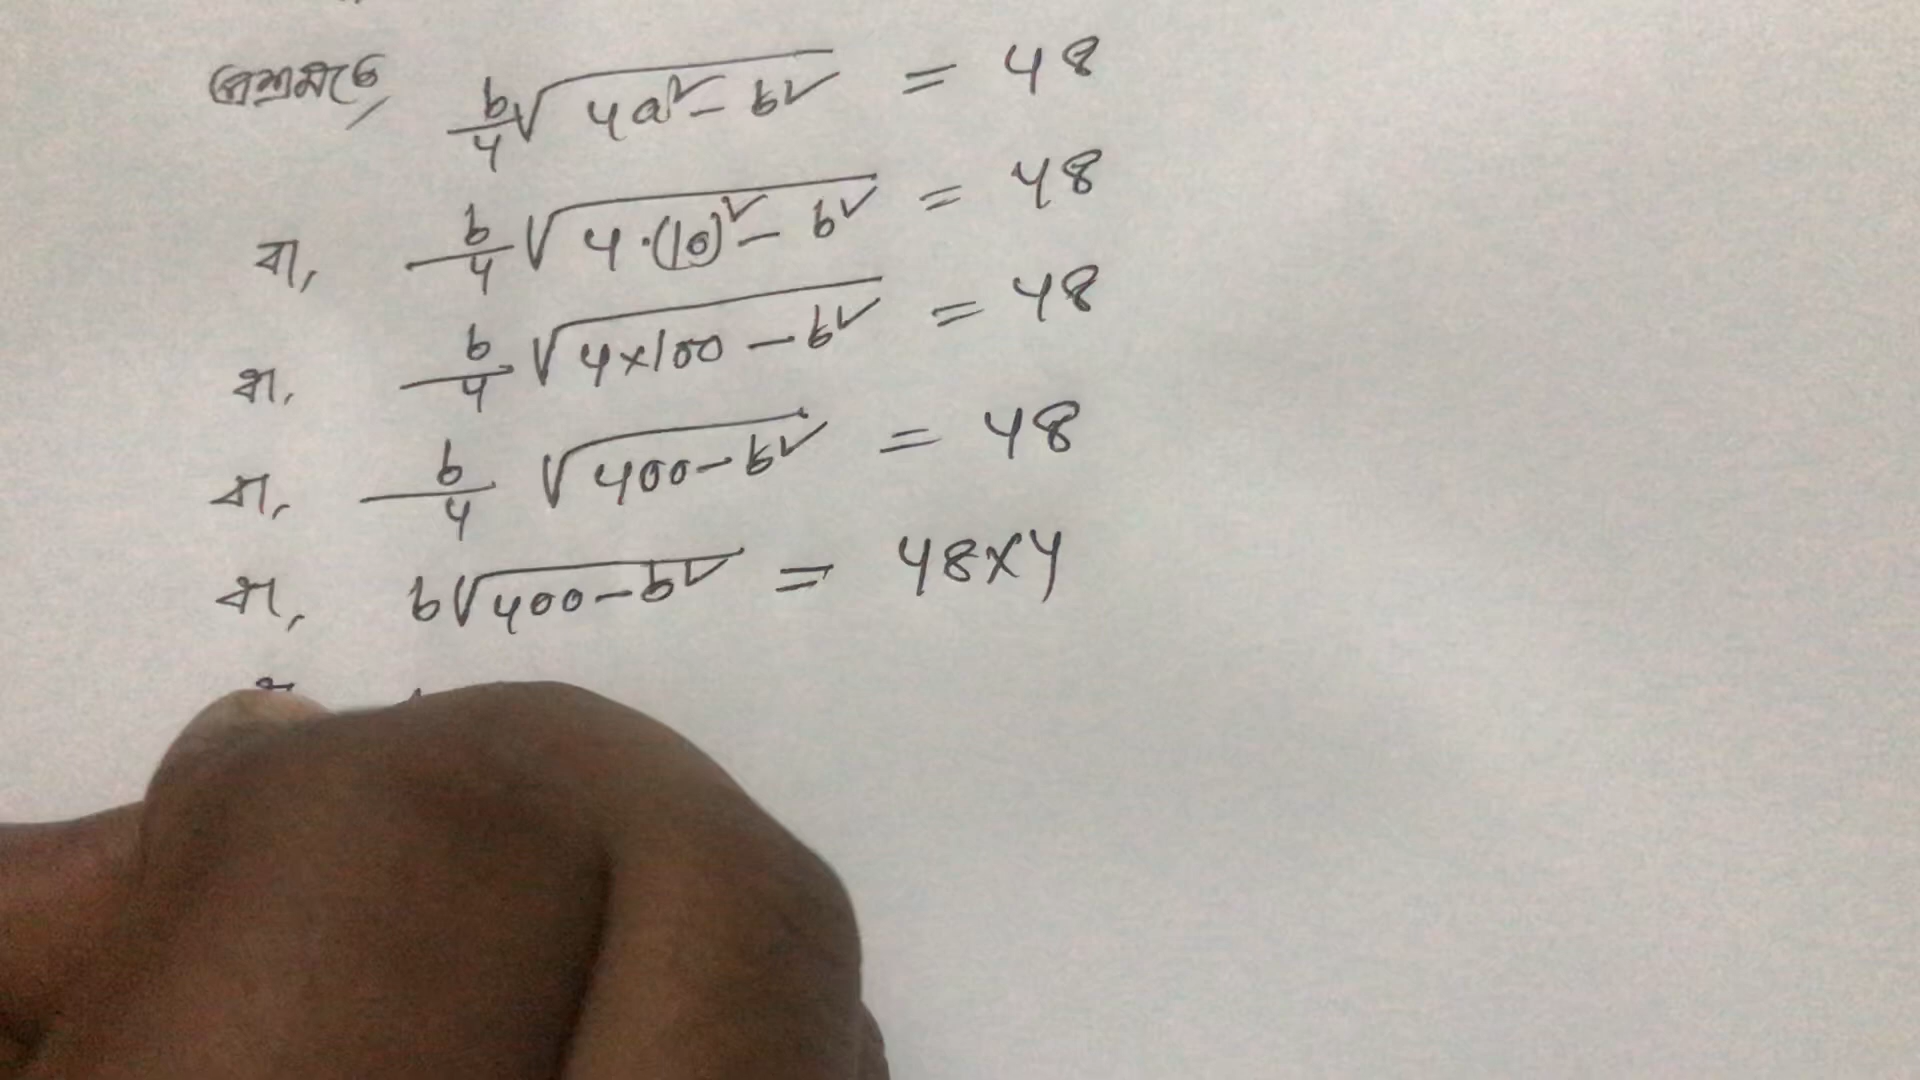 প্রশ্নমতে, b/4 √(4a² - b²) = 48
বা, b/4 √(4·(10)² - b²) = 48
বা, b/4 √(4×100 - b²) = 48
বা, b/4 √(400 - b²) = 48
বা, b√(400 - b²) = 48×4